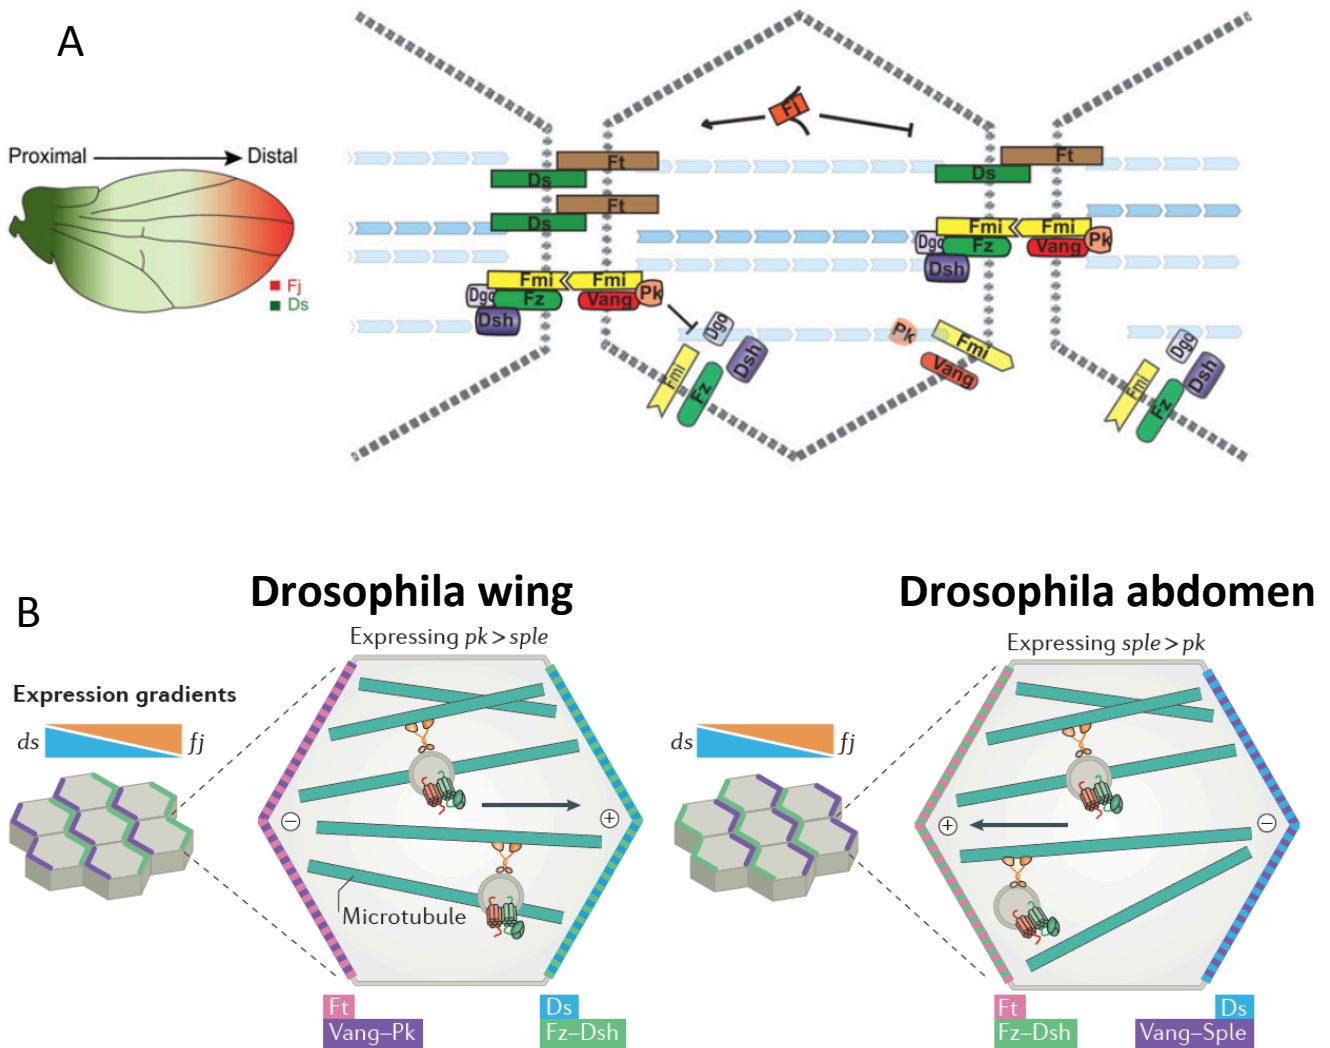 A
Proximal
Distal
Fj
Ds
Fj
Ft
Ds
Ft
Ds
Ft
Ds
Fmi
Fmi
Pk
Dgo
Fz
Vang
Dsh
Fmi
Fmi
Pk
Dgo
Fz
Vang
Dsh
Dgo
Dsh
Fmi
Fz
Pk
Fmi
Vang
Dgo
Dsh
Fmi
Fz
B
Drosophila wing
Drosophila abdomen
Expressing pk > sple
Expressing sple > pk
Expression gradients
ds
fj
ds
fj
−
+
+
−
Microtubule
Ft
Vang–Pk
Ds
Fz–Dsh
Ft
Fz–Dsh
Ds
Vang–Sple